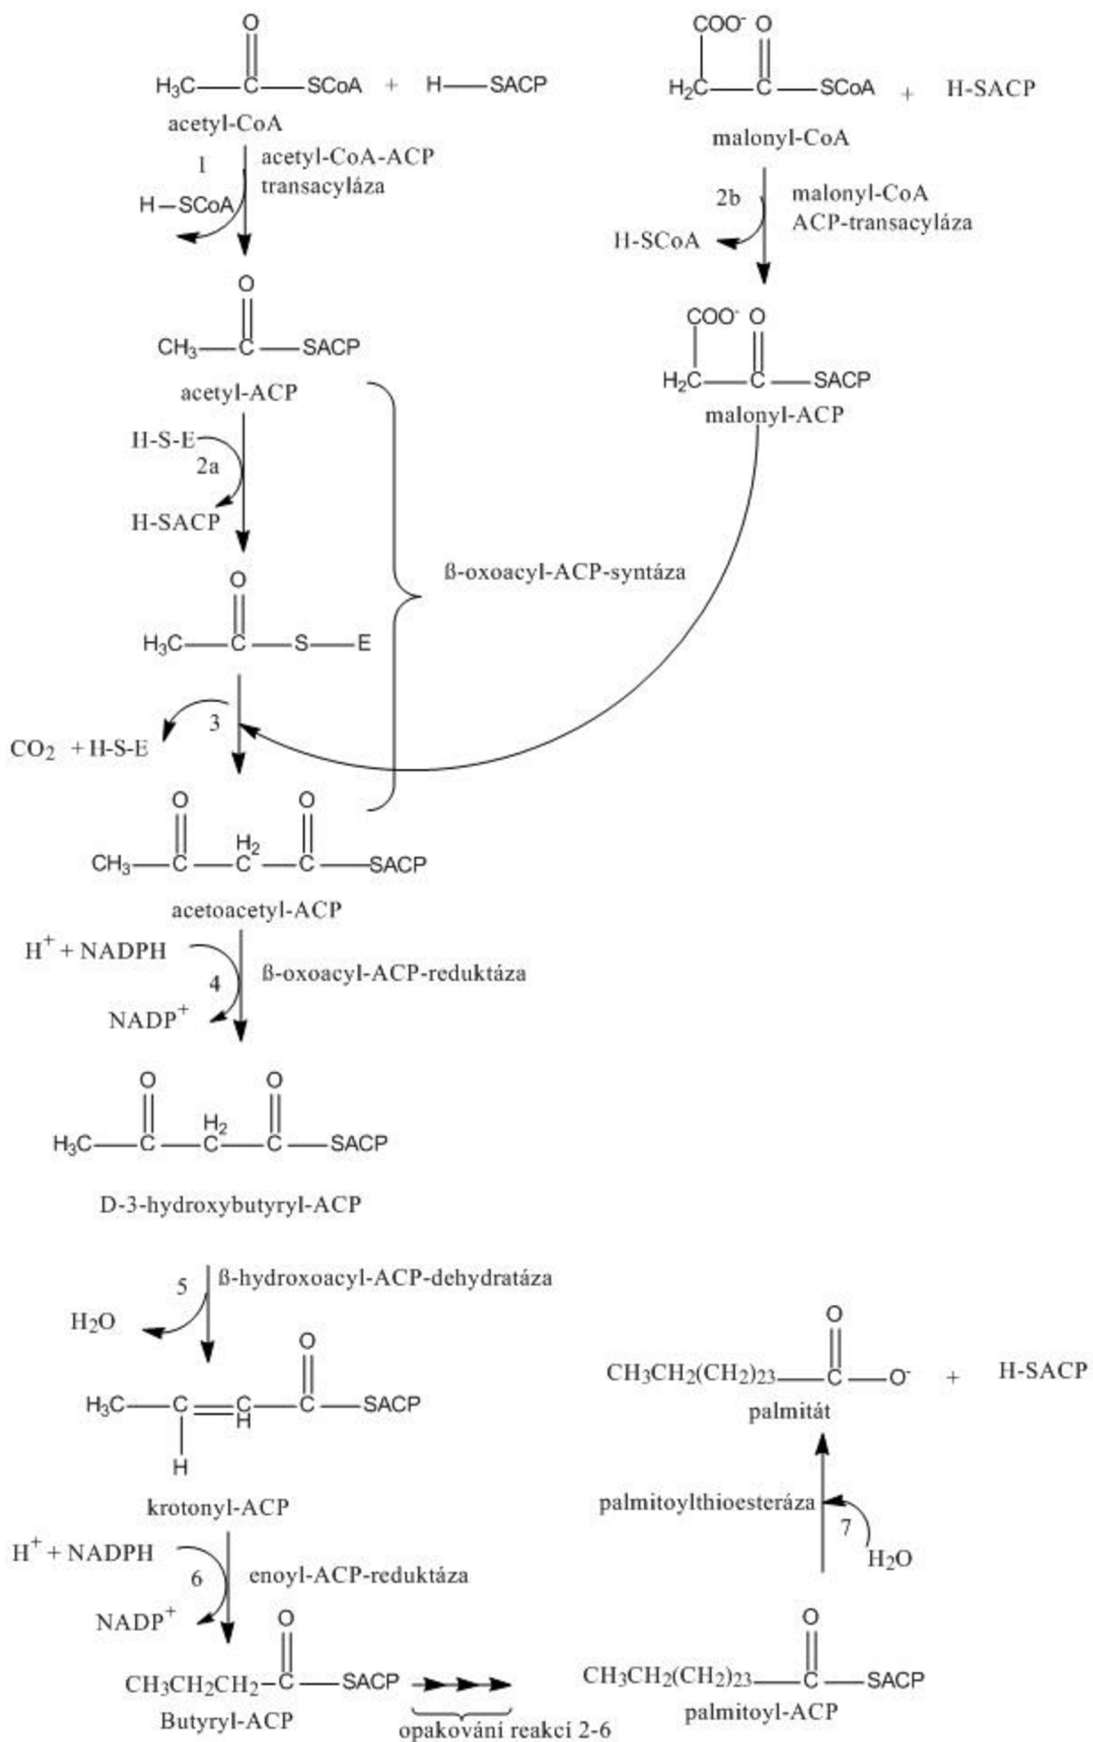 O
H3C C SCoA + H SACP
acetyl-CoA
1 acetyl-CoA-ACP
transacyláza
H SCoA
O
CH3 C SACP
acetyl-ACP
H-S-E
2a
H-SACP
O
H3C C S E
3
CO2 + H-S-E
ß-oxoacyl-ACP-syntáza
COO- O
H2C C SCoA + H-SACP
malonyl-CoA
2b malonyl-CoA
ACP-transacyláza
H-SCoA
COO- O
H2C C SACP
malonyl-ACP
O O
CH3 C C H2 C SACP
acetoacetyl-ACP
H+ + NADPH
4 ß-oxoacyl-ACP-reduktáza
NADP+
O O
H3C C C H2 C SACP
D-3-hydroxybutyryl-ACP
5 ß-hydroxoacyl-ACP-dehydratáza
H2O
O
H3C C C H C SACP
H
krotonyl-ACP
H+ + NADPH
6 enoyl-ACP-reduktáza
NADP+
O
CH3CH2CH2 C SACP
Butyryl-ACP
opakování reakcí 2-6
O
CH3CH2(CH2)23 C O- + H-SACP
palmitát
palmitoylthioesteráza
7
H2O
O
CH3CH2(CH2)23 C SACP
palmitoyl-ACP